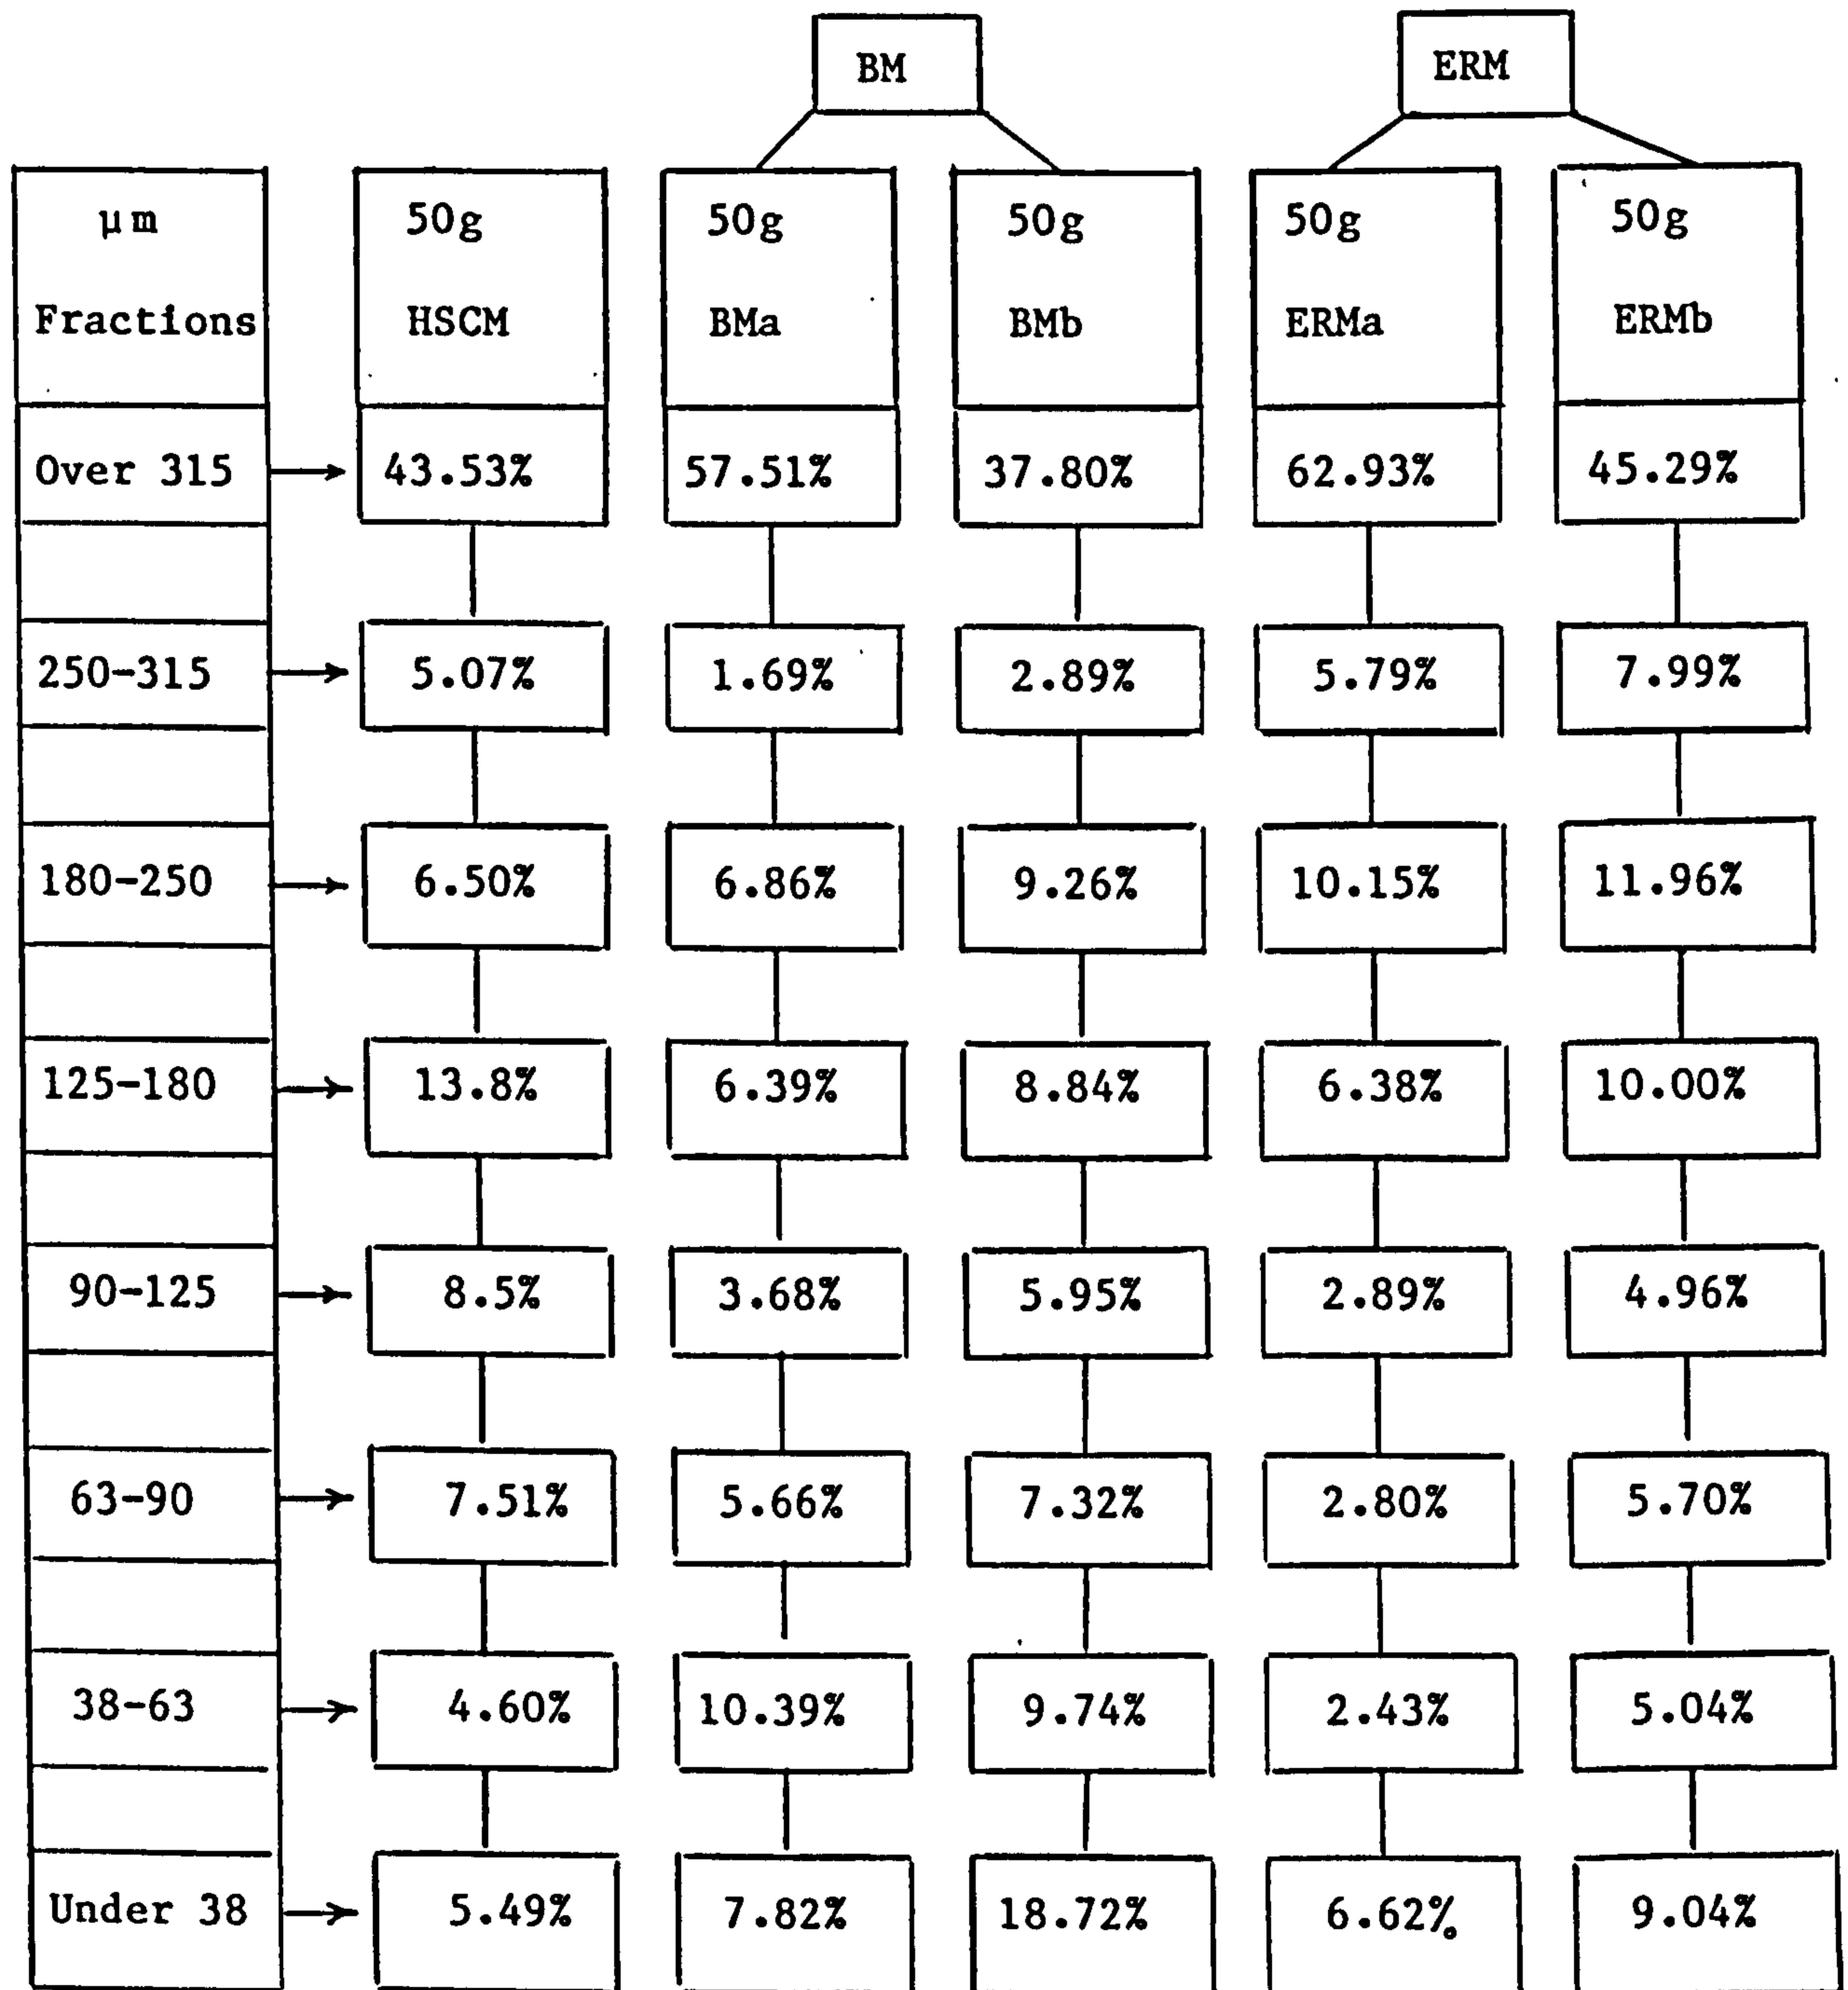 BM ERM
µm 50g 50g 50g 50g 50g
Fractions HSCM BMa BMb ERMa ERMb
Over 315 43.53% 57.51% 37.80% 62.93% 45.29%
250-315 5.07% 1.69% 2.89% 5.79% 7.99%
180-250 6.50% 6.86% 9.26% 10.15% 11.96%
125-180 13.8% 6.39% 8.84% 6.38% 10.00%
90-125 8.5% 3.68% 5.95% 2.89% 4.96%
63-90 7.51% 5.66% 7.32% 2.80% 5.70%
38-63 4.60% 10.39% 9.74% 2.43% 5.04%
Under 38 5.49% 7.82% 18.72% 6.62% 9.04%